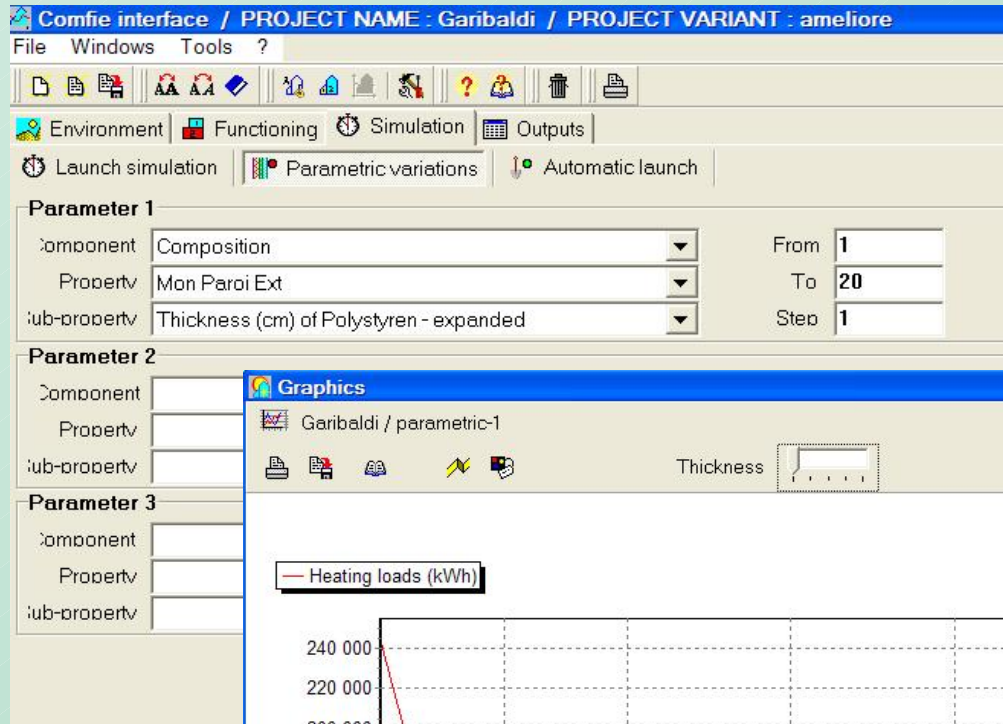 Comfie interface / PROJECT NAME : Garibaldi / PROJECT VARIANT : ameliore
File Windows Tools ?
Environment Functioning Simulation Outputs
Launch simulation Parametric variations Automatic launch
Parameter 1
Component Composition From 1
Property Mon Paroi Ext To 20
Sub-property Thickness (cm) of Polystyren - expanded Step 1
Parameter 2
Component
Property
Sub-property
Parameter 3
Component
Property
Sub-property
Graphics
Garibaldi / parametric-1
Thickness
Heating loads (kWh)
240 000
220 000